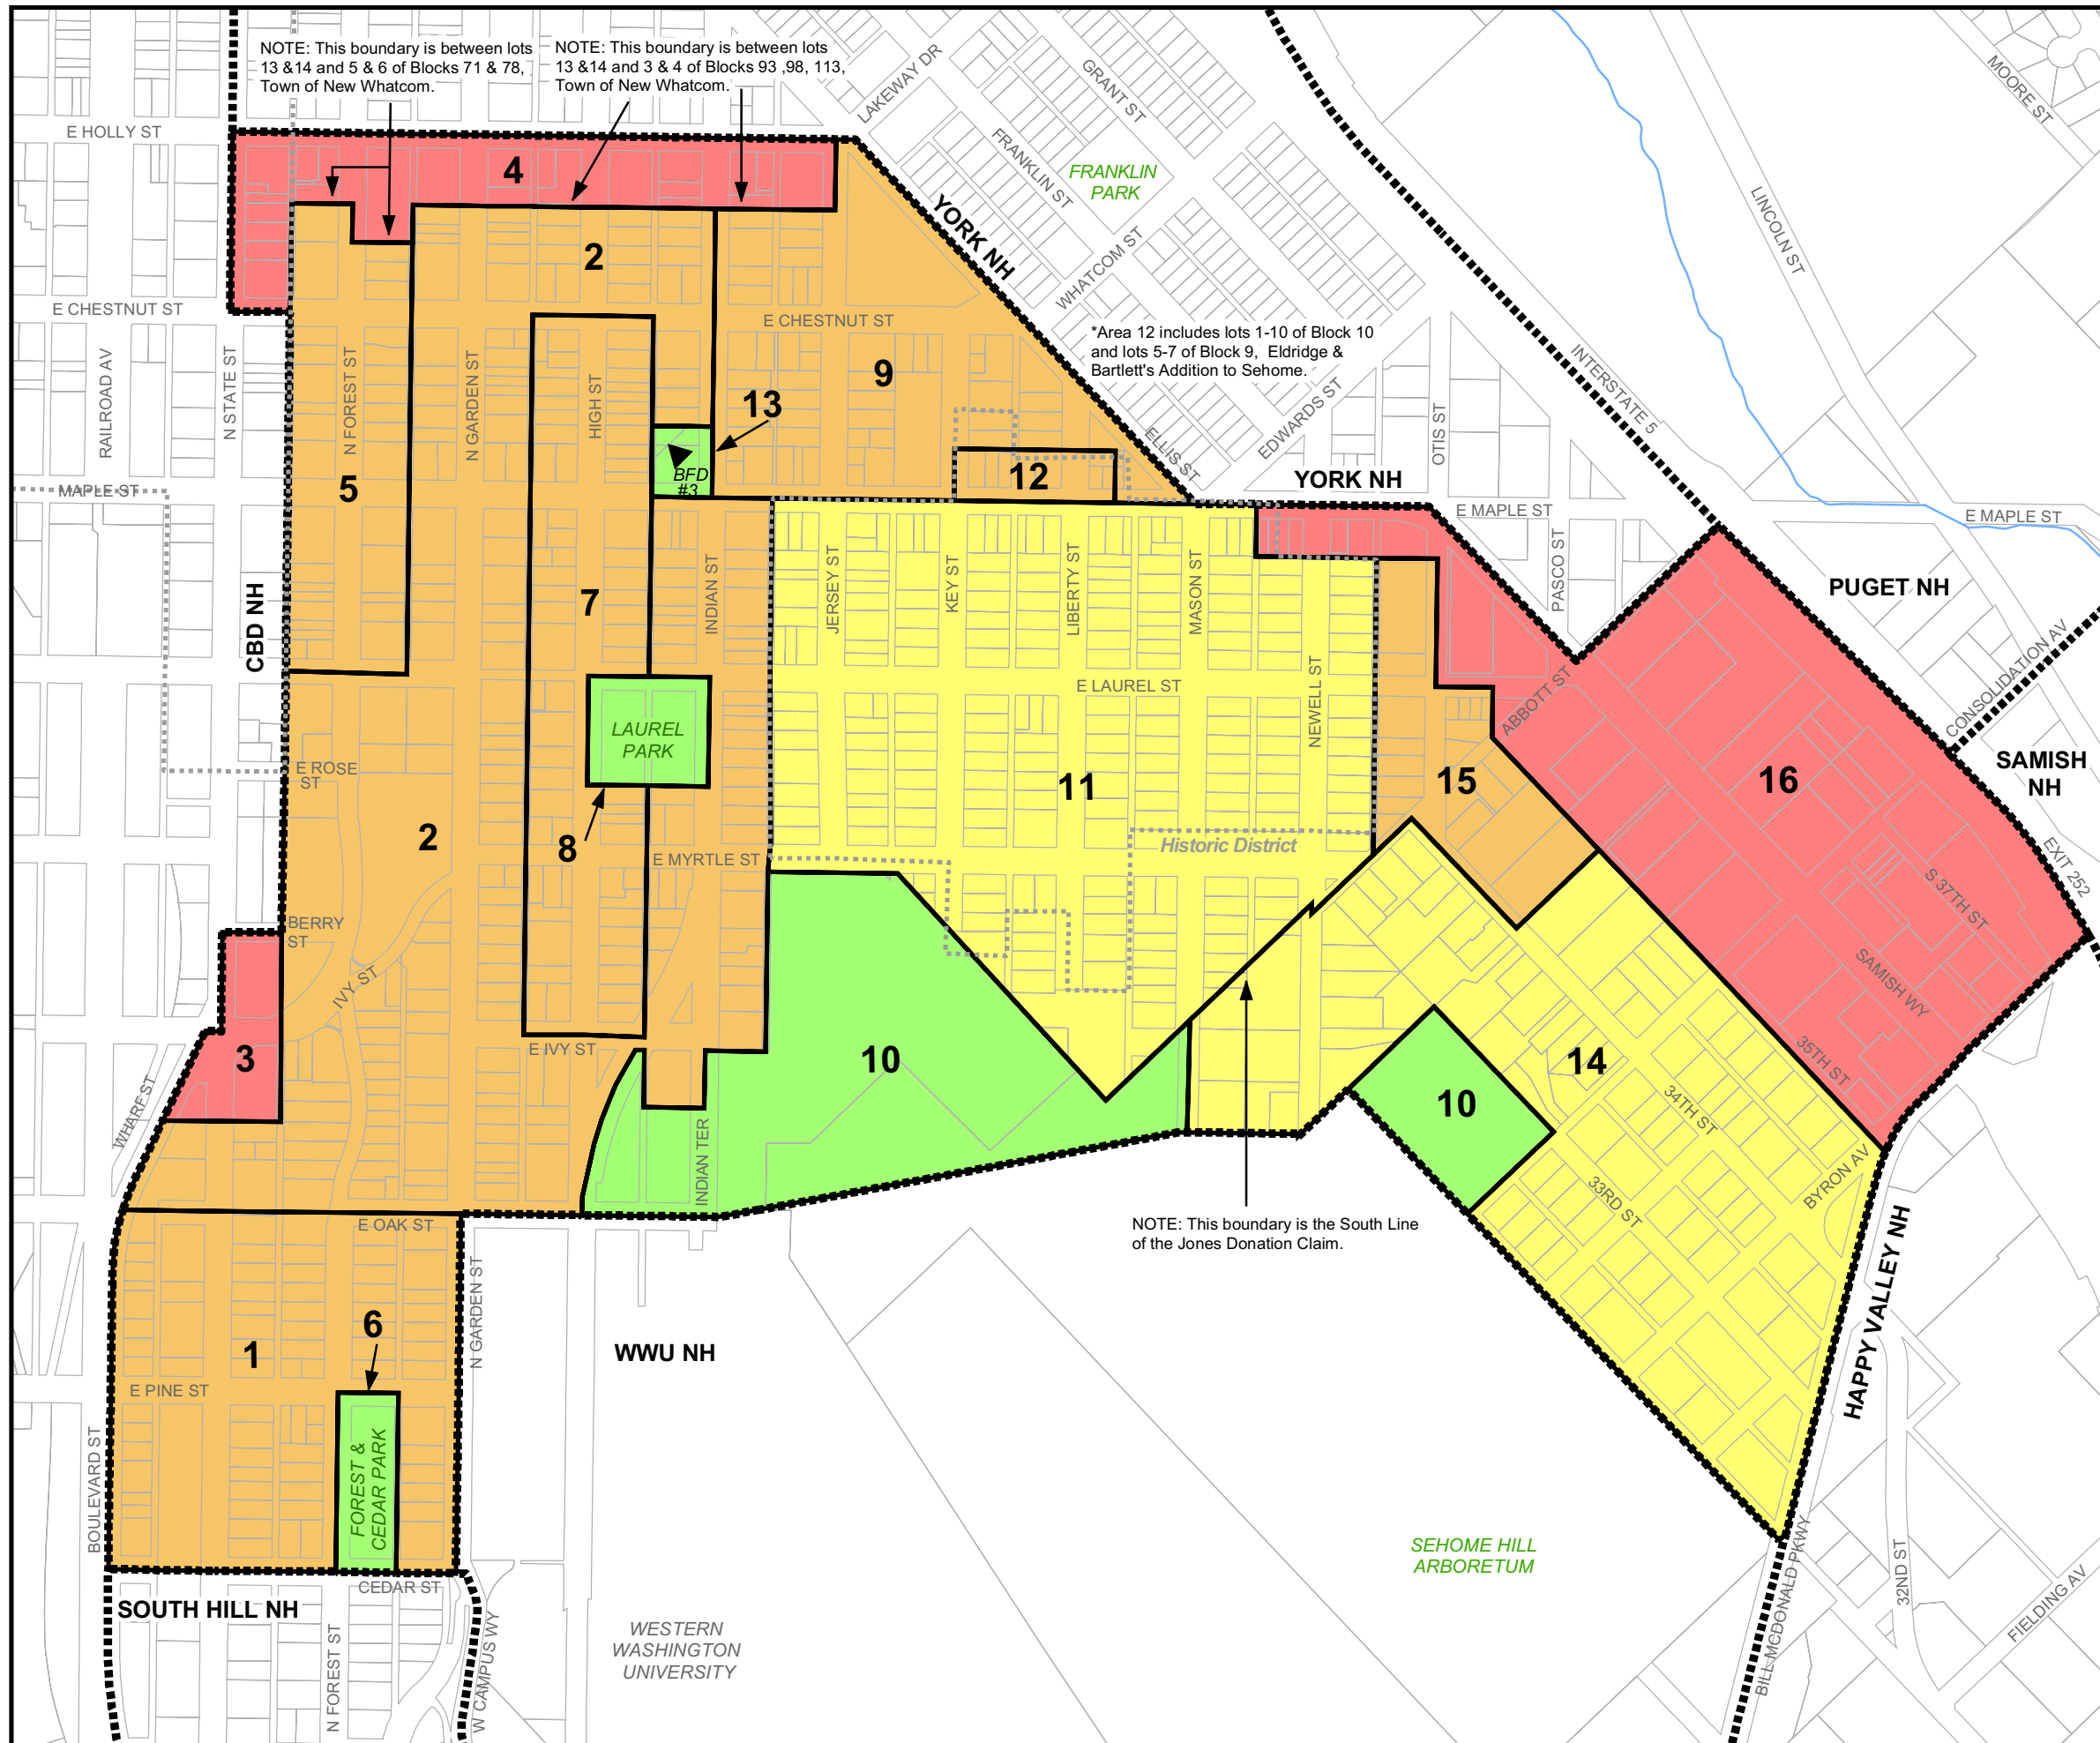 NOTE: This boundary is between lots
13 &14 and 5 & 6 of Blocks 71 & 78,
Town of New Whatcom.
NOTE: This boundary is between lots
13 &14 and 3 & 4 of Blocks 93 ,98, 113,
Town of New Whatcom.
LAKEWAY DR
GRANT ST
MOORE ST
E HOLLY ST
4
FRANKLIN ST
FRANKLIN
PARK
LINCOLN ST
YORK NH
2
WHATCOM ST
E CHESTNUT ST
E CHESTNUT ST
*Area 12 includes lots 1-10 of Block 10
and lots 5-7 of Block 9,  Eldridge &
Bartlett's Addition to Sehome.
INTERSTATE 5
RAILROAD AV
N STATE ST
N FOREST ST
N GARDEN ST
HIGH ST
9
13
EDWARDS ST
OTIS ST
ELLIS ST
BFD
#3
12
YORK NH
5
MAPLE ST
E MAPLE ST
E MAPLE ST
PASCO ST
CBD NH
7
INDIAN ST
JERSEY ST
KEY ST
LIBERTY ST
MASON ST
PUGET NH
NEWELL ST
E LAUREL ST
ABBOTT ST
CONSOLIDATION AV
LAUREL
PARK
SAMISH
NH
E ROSE
ST
11
15
16
2
8
E MYRTLE ST
Historic District
EXIT 252
S 37TH ST
BERRY
ST
IVY ST
SAMISH WY
3
E IVY ST
10
14
10
35TH ST
34TH ST
WHARF ST
INDIAN TER
33RD ST
BYRON AV
E OAK ST
NOTE: This boundary is the South Line
of the Jones Donation Claim.
HAPPY VALLEY NH
N GARDEN ST
6
1
WWU NH
E PINE ST
BOULEVARD ST
FOREST &
CEDAR PARK
SEHOME HILL
ARBORETUM
CEDAR ST
SOUTH HILL NH
N FOREST ST
W CAMPUS WY
WESTERN
WASHINGTON
UNIVERSITY
BILL MCDONALD PKWY
32ND ST
FIELDING AV